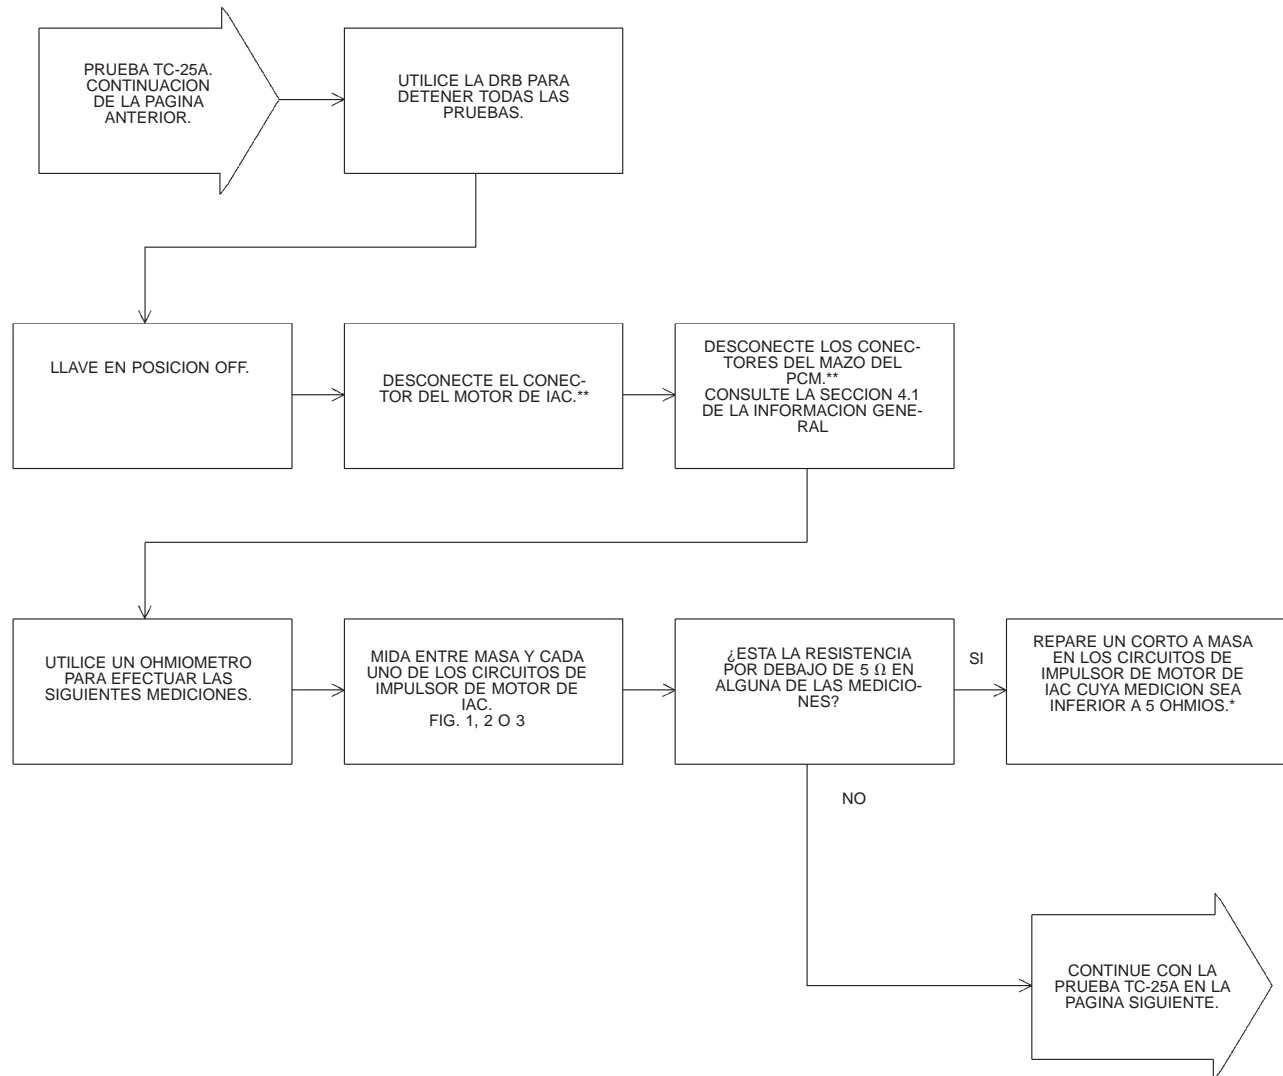 PRUEBA TC-25A.
CONTINUACION
DE LA PAGINA
ANTERIOR.
UTILICE LA DRB PARA
DETENER TODAS LAS
PRUEBAS.
LLAVE EN POSICION OFF.
DESCONECTE EL CONEC-
TOR DEL MOTOR DE IAC.**
DESCONECTE LOS CONEC-
TORES DEL MAZO DEL
PCM.**
CONSULTE LA SECCION 4.1
DE LA INFORMACION GENE-
RAL
UTILICE UN OHMIOMETRO
PARA EFECTUAR LAS
SIGUIENTES MEDICIONES.
MIDA ENTRE MASA Y CADA
UNO DE LOS CIRCUITOS DE
IMPULSOR DE MOTOR DE
IAC.
FIG. 1, 2 O 3
¿ESTA LA RESISTENCIA
POR DEBAJO DE 5 Ω EN
ALGUNA DE LAS MEDICIO-
NES?
SI
REPARE UN CORTO A MASA
EN LOS CIRCUITOS DE
IMPULSOR DE MOTOR DE
IAC CUYA MEDICION SEA
INFERIOR A 5 OHMIOS.*
NO
CONTINUE CON LA
PRUEBA TC-25A EN LA
PAGINA SIGUIENTE.